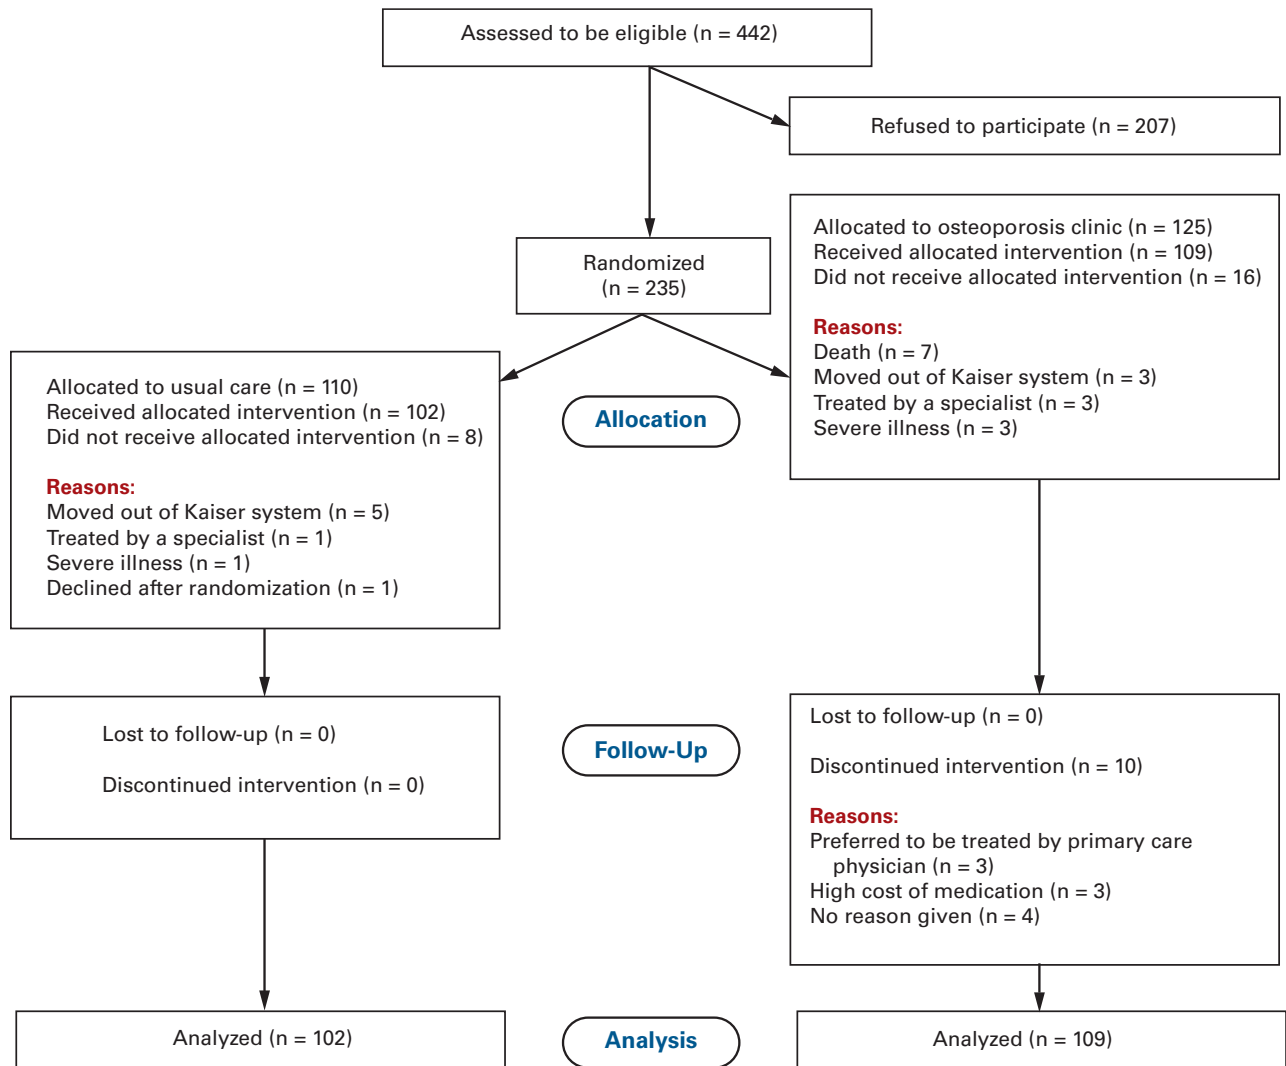 Assessed to be eligible (n = 442)
Refused to participate (n = 207)
Randomized
(n = 235)
Allocated to osteoporosis clinic (n = 125)
Received allocated intervention (n = 109)
Did not receive allocated intervention (n = 16)
Reasons:
Death (n = 7)
Moved out of Kaiser system (n = 3)
Treated by a specialist (n = 3)
Severe illness (n = 3)
Allocated to usual care (n = 110)
Received allocated intervention (n = 102)
Did not receive allocated intervention (n = 8)
Reasons:
Moved out of Kaiser system (n = 5)
Treated by a specialist (n = 1)
Severe illness (n = 1)
Declined after randomization (n = 1)
Allocation
Lost to follow-up (n = 0)
Discontinued intervention (n = 0)
Follow-Up
Lost to follow-up (n = 0)
Discontinued intervention (n = 10)
Reasons:
Preferred to be treated by primary care
physician (n = 3)
High cost of medication (n = 3)
No reason given (n = 4)
Analyzed (n = 102)
Analysis
Analyzed (n = 109)